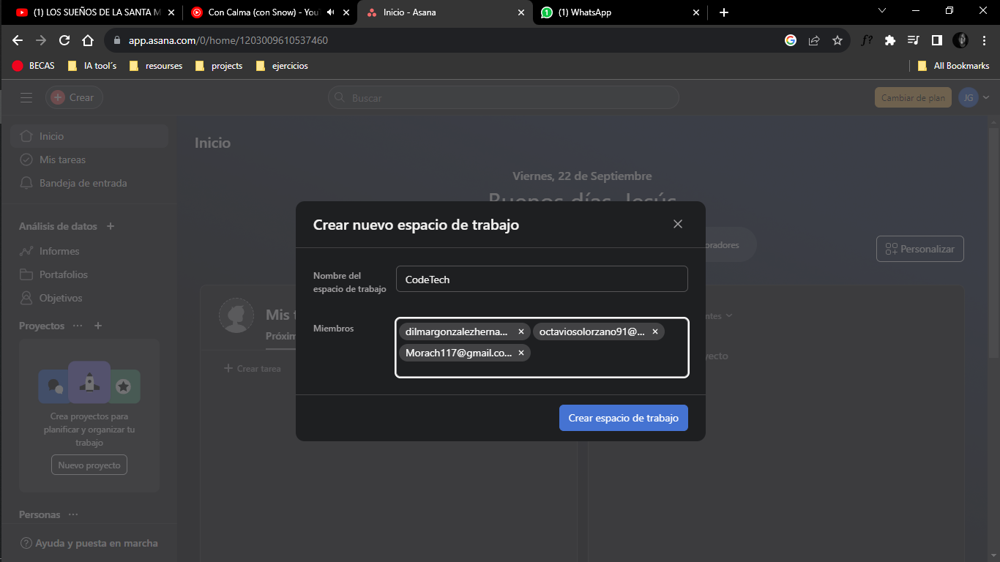 (1) LOS SUEÑOS DE LA SANTA M
Con Calma (con Snow) - You
Inicio - Asana
(1) WhatsApp
app.asana.com/0/home/1203009610537460
BECAS
IA tool´s
resourses
projects
ejercicios
All Bookmarks
Crear
Buscar
Cambiar de plan
JG
Inicio
Mis tareas
Bandeja de entrada
Análisis de datos
Informes
Portafolios
Objetivos
Proyectos
Crea proyectos para
planificar y organizar tu
trabajo
Nuevo proyecto
Personas
Ayuda y puesta en marcha
Inicio
Viernes, 22 de Septiembre
Buenos días, Jesús
oradores
Personalizar
Mis t
Próxim
Crear tarea
ntes
yecto
Crear nuevo espacio de trabajo
Nombre del
espacio de trabajo
CodeTech
Miembros
dilmargonzalezherna...
octaviosolorzano91@...
Morach117@gmail.co...
Crear espacio de trabajo